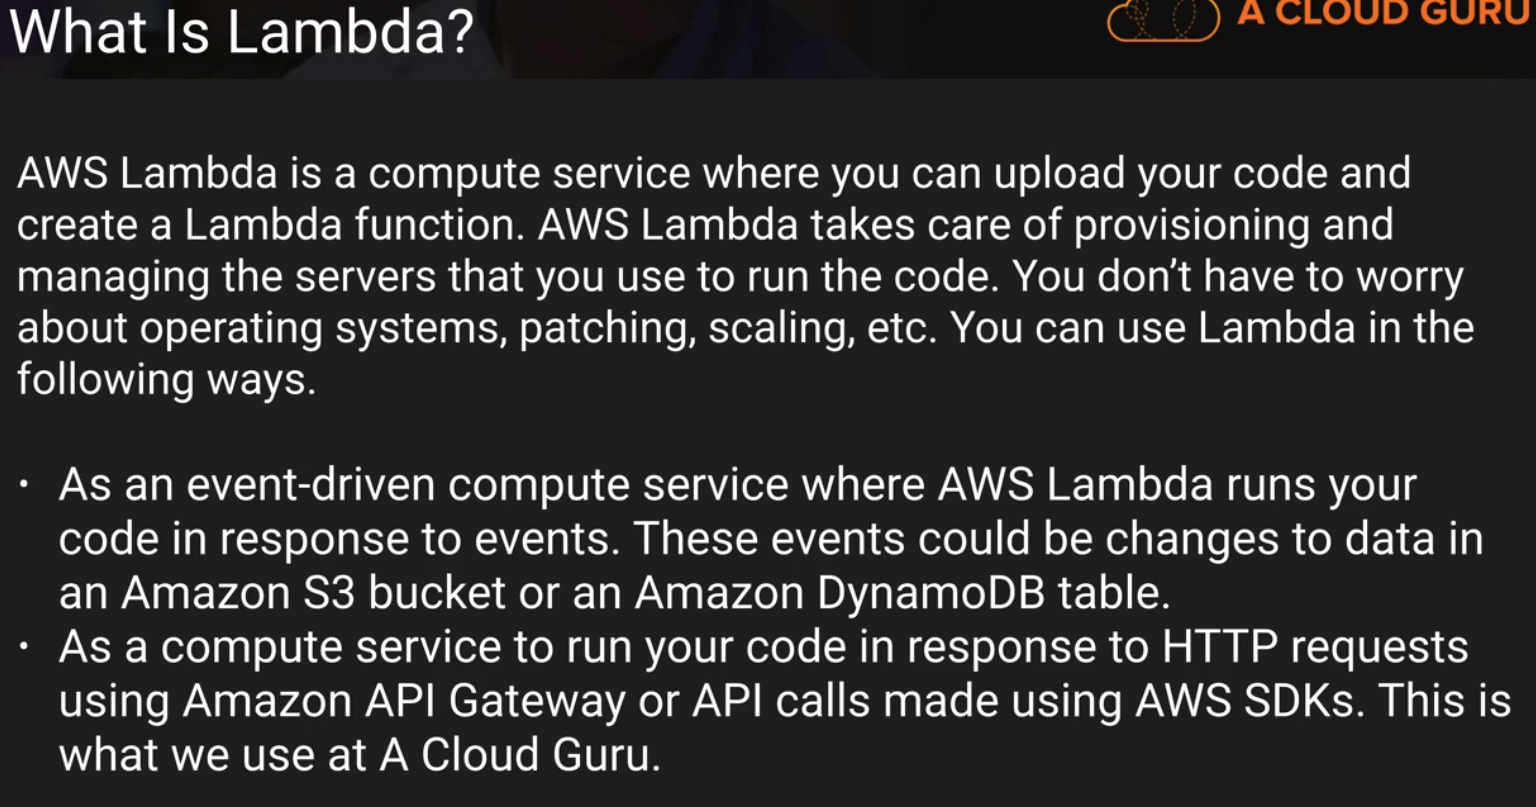 What Is Lambda?
A CLOUD GURU
AWS Lambda is a compute service where you can upload your code and
create a Lambda function. AWS Lambda takes care of provisioning and
managing the servers that you use to run the code. You don’t have to worry
about operating systems, patching, scaling, etc. You can use Lambda in the
following ways.
· As an event-driven compute service where AWS Lambda runs your
code in response to events. These events could be changes to data in
an Amazon S3 bucket or an Amazon DynamoDB table.
· As a compute service to run your code in response to HTTP requests
using Amazon API Gateway or API calls made using AWS SDKs. This is
what we use at A Cloud Guru.